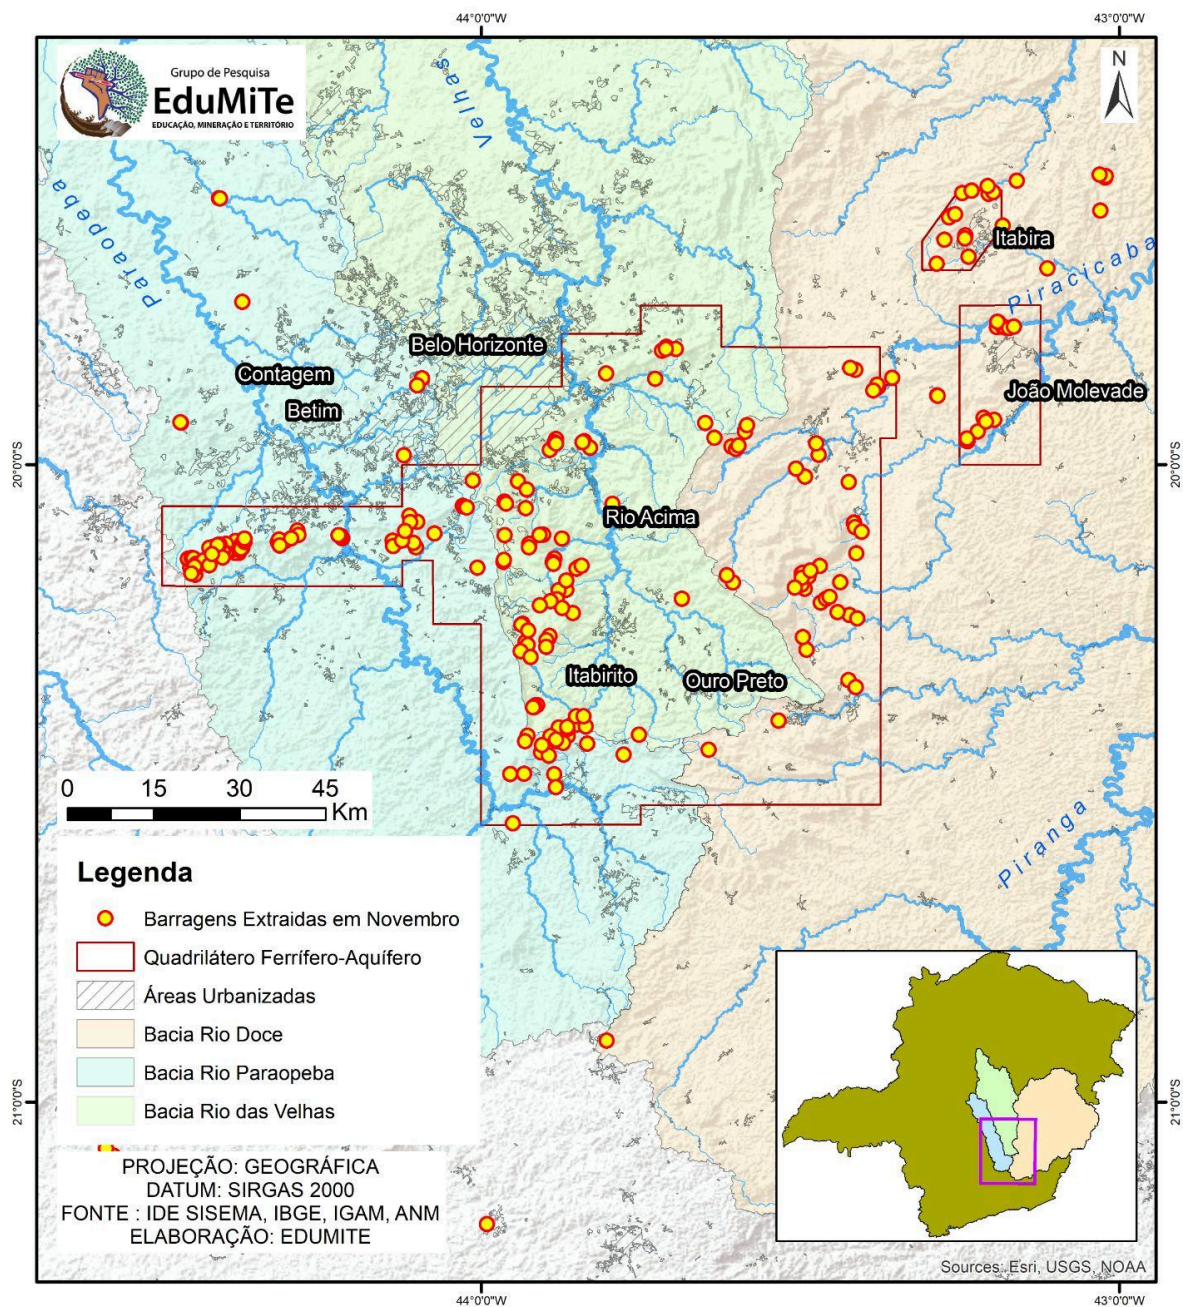 44°0'0"W
43°0'0"W
Grupo de Pesquisa
EduMiTe
EDUCAÇÃO, MINERAÇÃO E TERRITÓRIO
N
Velhas
Paraopeba
Itabira
Piracicaba
Belo Horizonte
Contagem
Betim
João Molevade
20°0'0"S
20°0'0"S
Rio Acima
Itabirito
Ouro Preto
0 15 30 45
Km
Piranga
Legenda
Barragens Extraidas em Novembro
Quadrilátero Ferrífero-Aquífero
Áreas Urbanizadas
Bacia Rio Doce
Bacia Rio Paraopeba
Bacia Rio das Velhas
21°0'0"S
21°0'0"S
PROJEÇÃO: GEOGRÁFICA
DATUM: SIRGAS 2000
FONTE : IDE SISEMA, IBGE, IGAM, ANM
ELABORAÇÃO: EDUMITE
Sources: Esri, USGS, NOAA
44°0'0"W
43°0'0"W